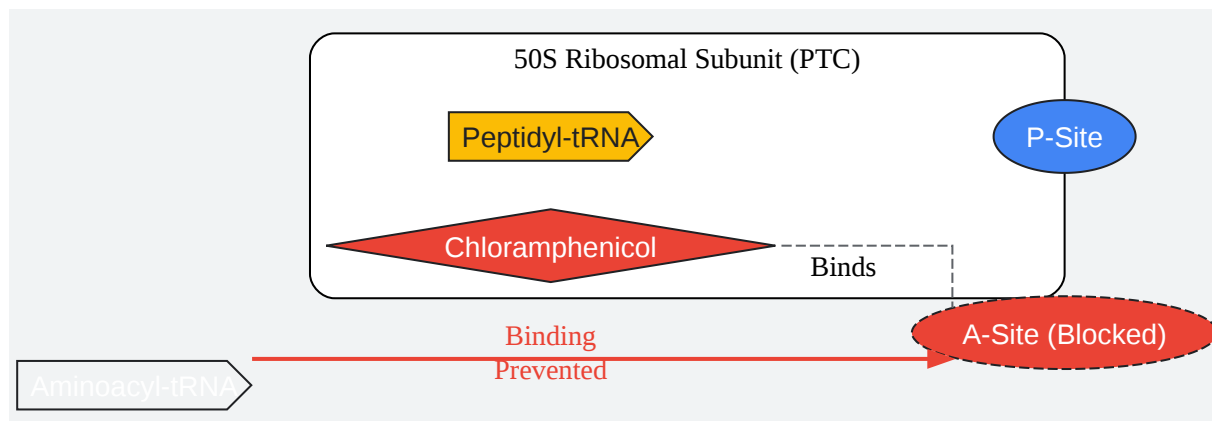 50S Ribosomal Subunit (PTC)
Peptidyl-tRNA
P-Site
Chloramphenicol
Binds
A-Site (Blocked)
Binding
Prevented
Aminoacyl-tRNA